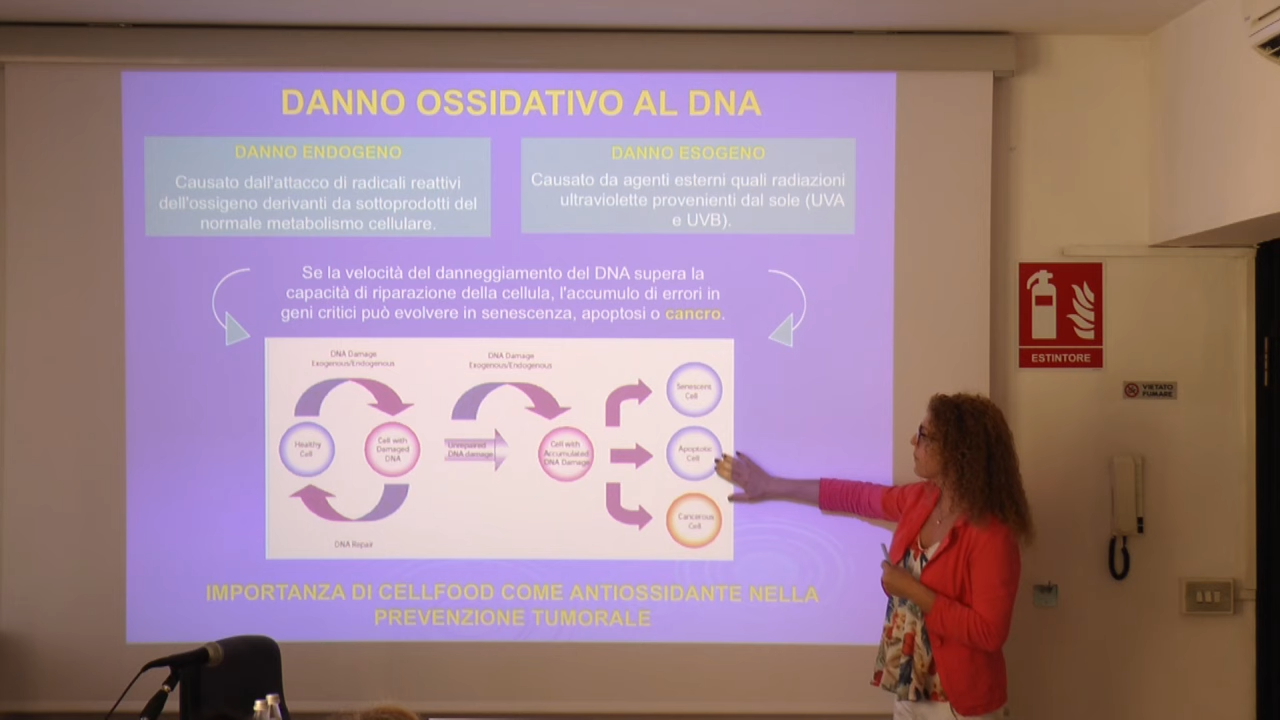 DANNO OSSIDATIVO AL DNA
DANNO ENDOGENO
Causato dall'attacco di radicali reattivi
dell'ossigeno derivanti da sottoprodotti del
normale metabolismo cellulare.
DANNO ESOGENO
Causato da agenti esterni quali radiazioni
ultraviolette provenienti dal sole (UVA
e UVB).
Se la velocità del danneggiamento del DNA supera la
capacità di riparazione della cellula, l'accumulo di errori in
geni critici può evolvere in senescenza, apoptosi o cancro.
DNA Damage
Exogenous/Endogenous
DNA Damage
Exogenous/Endogenous
Healthy
Cell
Cell with
Damaged
DNA
Unrepaired
DNA damage
Cell with
Accumulated
DNA Damage
Senescent
Cell
Apoptotic
Cell
Cancerous
Cell
DNA Repair
IMPORTANZA DI CELLFOOD COME ANTIOSSIDANTE NELLA
PREVENZIONE TUMORALE
ESTINTORE
VIETATO
FUMARE